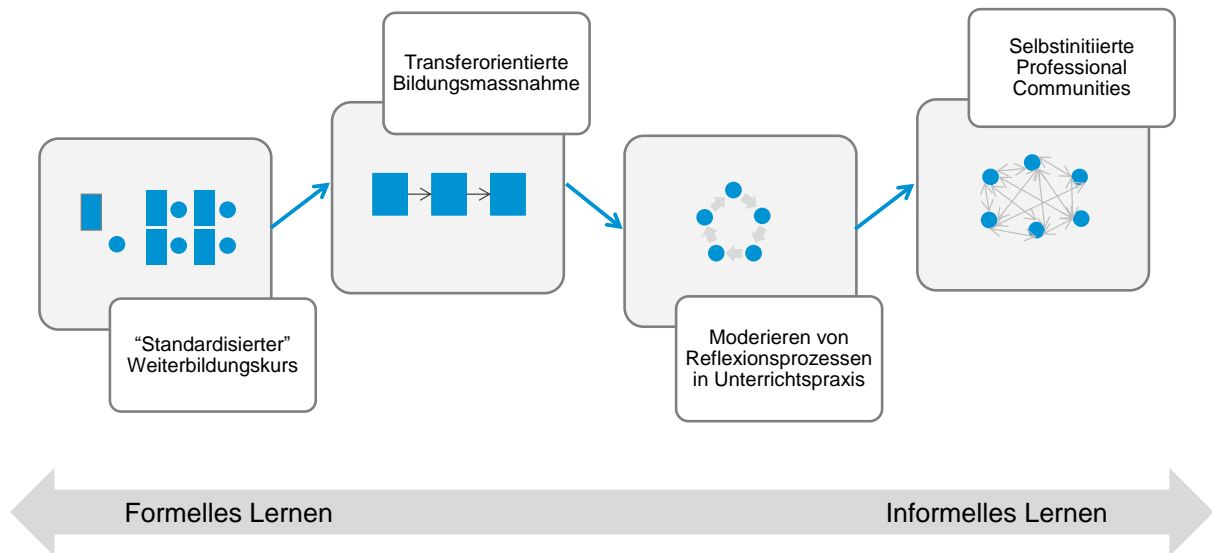 Transferorientierte
Bildungsmassnahme
Selbstinitiierte
Professional
Communities
“Standardisierter”
Weiterbildungskurs
Moderieren von
Reflexionsprozessen
in Unterrichtspraxis
Formelles Lernen
Informelles Lernen